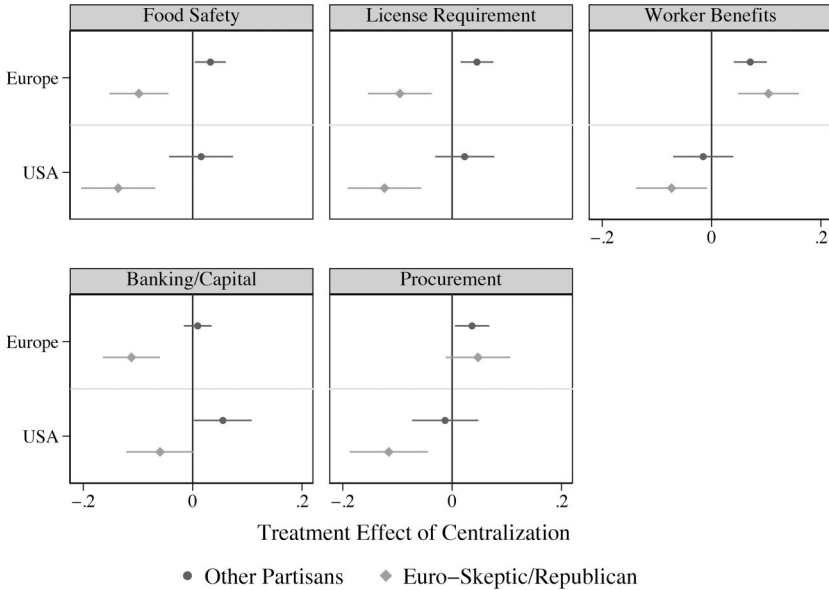 Food Safety
License Requirement
Worker Benefits
Europe
USA
-.2 0 .2
Banking/Capital
Procurement
Europe
USA
-.2 0 .2
-.2 0 .2
Treatment Effect of Centralization
Other Partisans
Euro-Skeptic/Republican